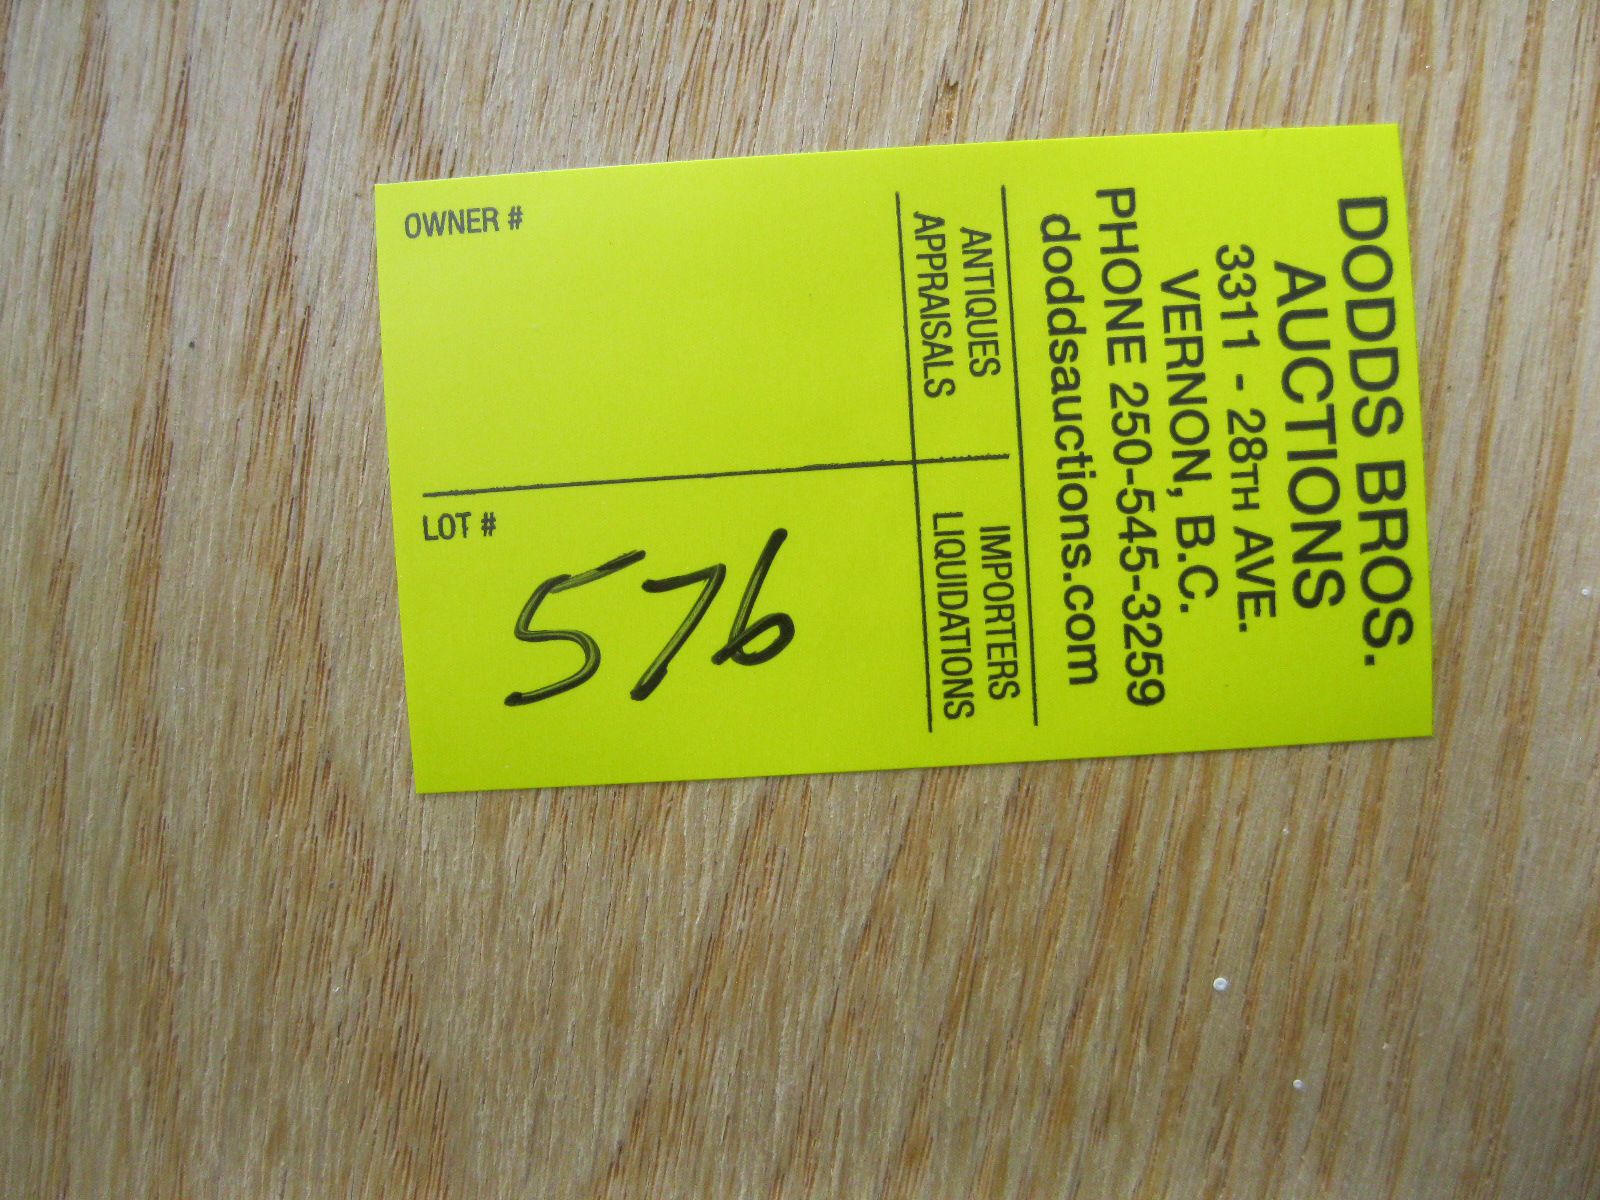 DODDS BROS.
AUCTIONS
3311 - 28TH AVE.
VERNON, B.C.
PHONE 250-545-3259
doddsauctions.com
ANTIQUES
APPRAISALS
IMPORTERS
LIQUIDATIONS
OWNER #
LOT #
576